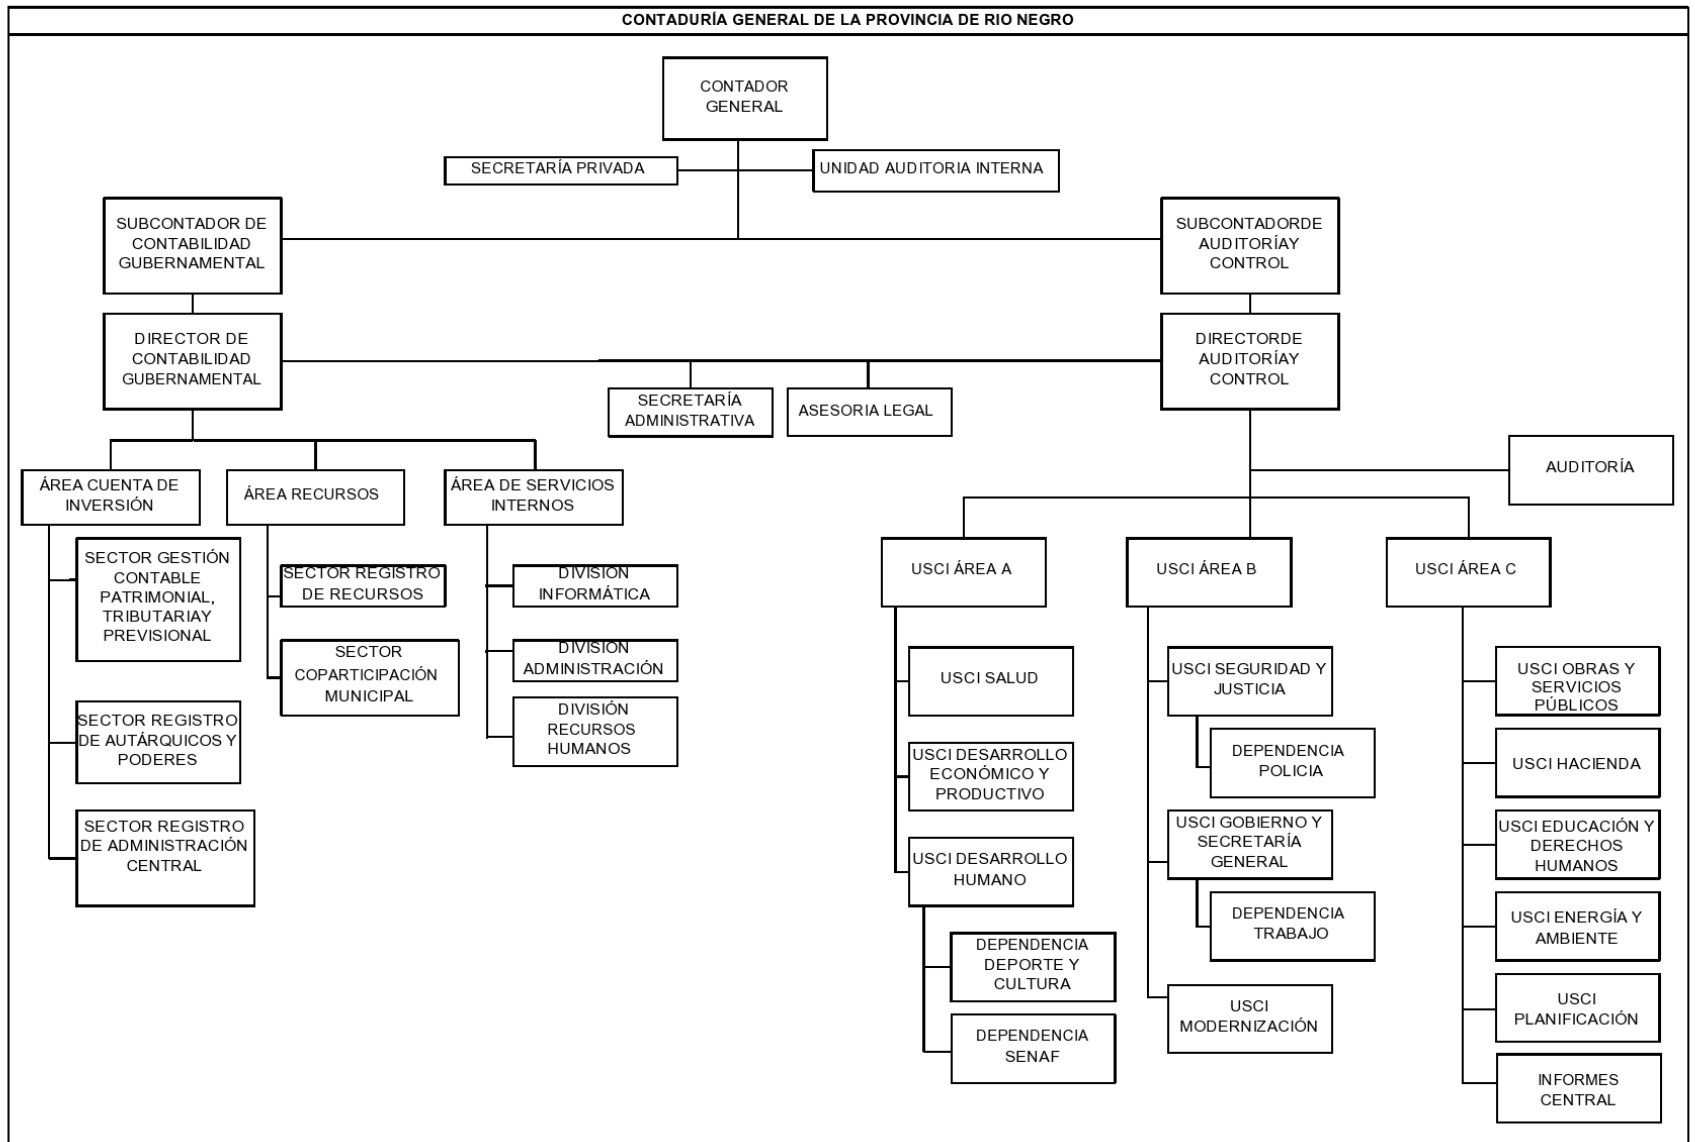 CONTADURÍA GENERAL DE LA PROVINCIA DE RIO NEGRO
CONTADOR
GENERAL
SECRETARÍA PRIVADA
UNIDAD AUDITORIA INTERNA
SUBCONTADOR DE
CONTABILIDAD
GUBERNAMENTAL
SUBCONTADORDE
AUDITORÍAY
CONTROL
DIRECTOR DE
CONTABILIDAD
GUBERNAMENTAL
DIRECTORDE
AUDITORÍAY
CONTROL
SECRETARÍA
ADMINISTRATIVA
ASESORIA LEGAL
AUDITORÍA
ÁREA CUENTA DE
INVERSIÓN
ÁREA RECURSOS
ÁREA DE SERVICIOS
INTERNOS
SECTOR GESTIÓN
CONTABLE
PATRIMONIAL,
TRIBUTARIAY
PREVISIONAL
SECTOR REGISTRO
DE AUTÁRQUICOS Y
PODERES
SECTOR REGISTRO
DE ADMINISTRACIÓN
CENTRAL
SECTOR REGISTRO
DE RECURSOS
SECTOR
COPARTICIPACIÓN
MUNICIPAL
DIVISIÓN
INFORMÁTICA
DIVISIÓN
ADMINISTRACIÓN
DIVISIÓN
RECURSOS
HUMANOS
USCI ÁREA A
USCI SALUD
USCI DESARROLLO
ECONÓMICO Y
PRODUCTIVO
USCI DESARROLLO
HUMANO
DEPENDENCIA
DEPORTE Y
CULTURA
DEPENDENCIA
SENAF
USCI ÁREA B
USCI SEGURIDAD Y
JUSTICIA
DEPENDENCIA
POLICIA
USCI GOBIERNO Y
SECRETARÍA
GENERAL
DEPENDENCIA
TRABAJO
USCI
MODERNIZACIÓN
USCI ÁREA C
USCI OBRAS Y
SERVICIOS
PÚBLICOS
USCI HACIENDA
USCI EDUCACIÓN Y
DERECHOS
HUMANOS
USCI ENERGÍA Y
AMBIENTE
USCI
PLANIFICACIÓN
INFORMES
CENTRAL